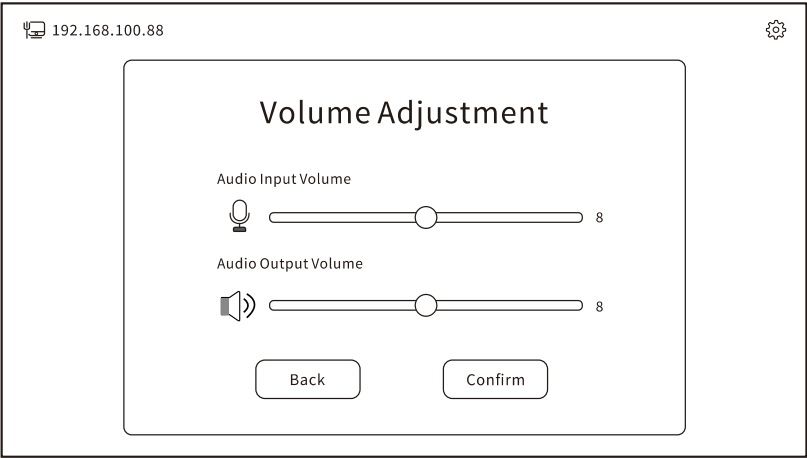 192.168.100.88
Volume Adjustment
Audio Input Volume
8
Audio Output Volume
8
Back
Confirm